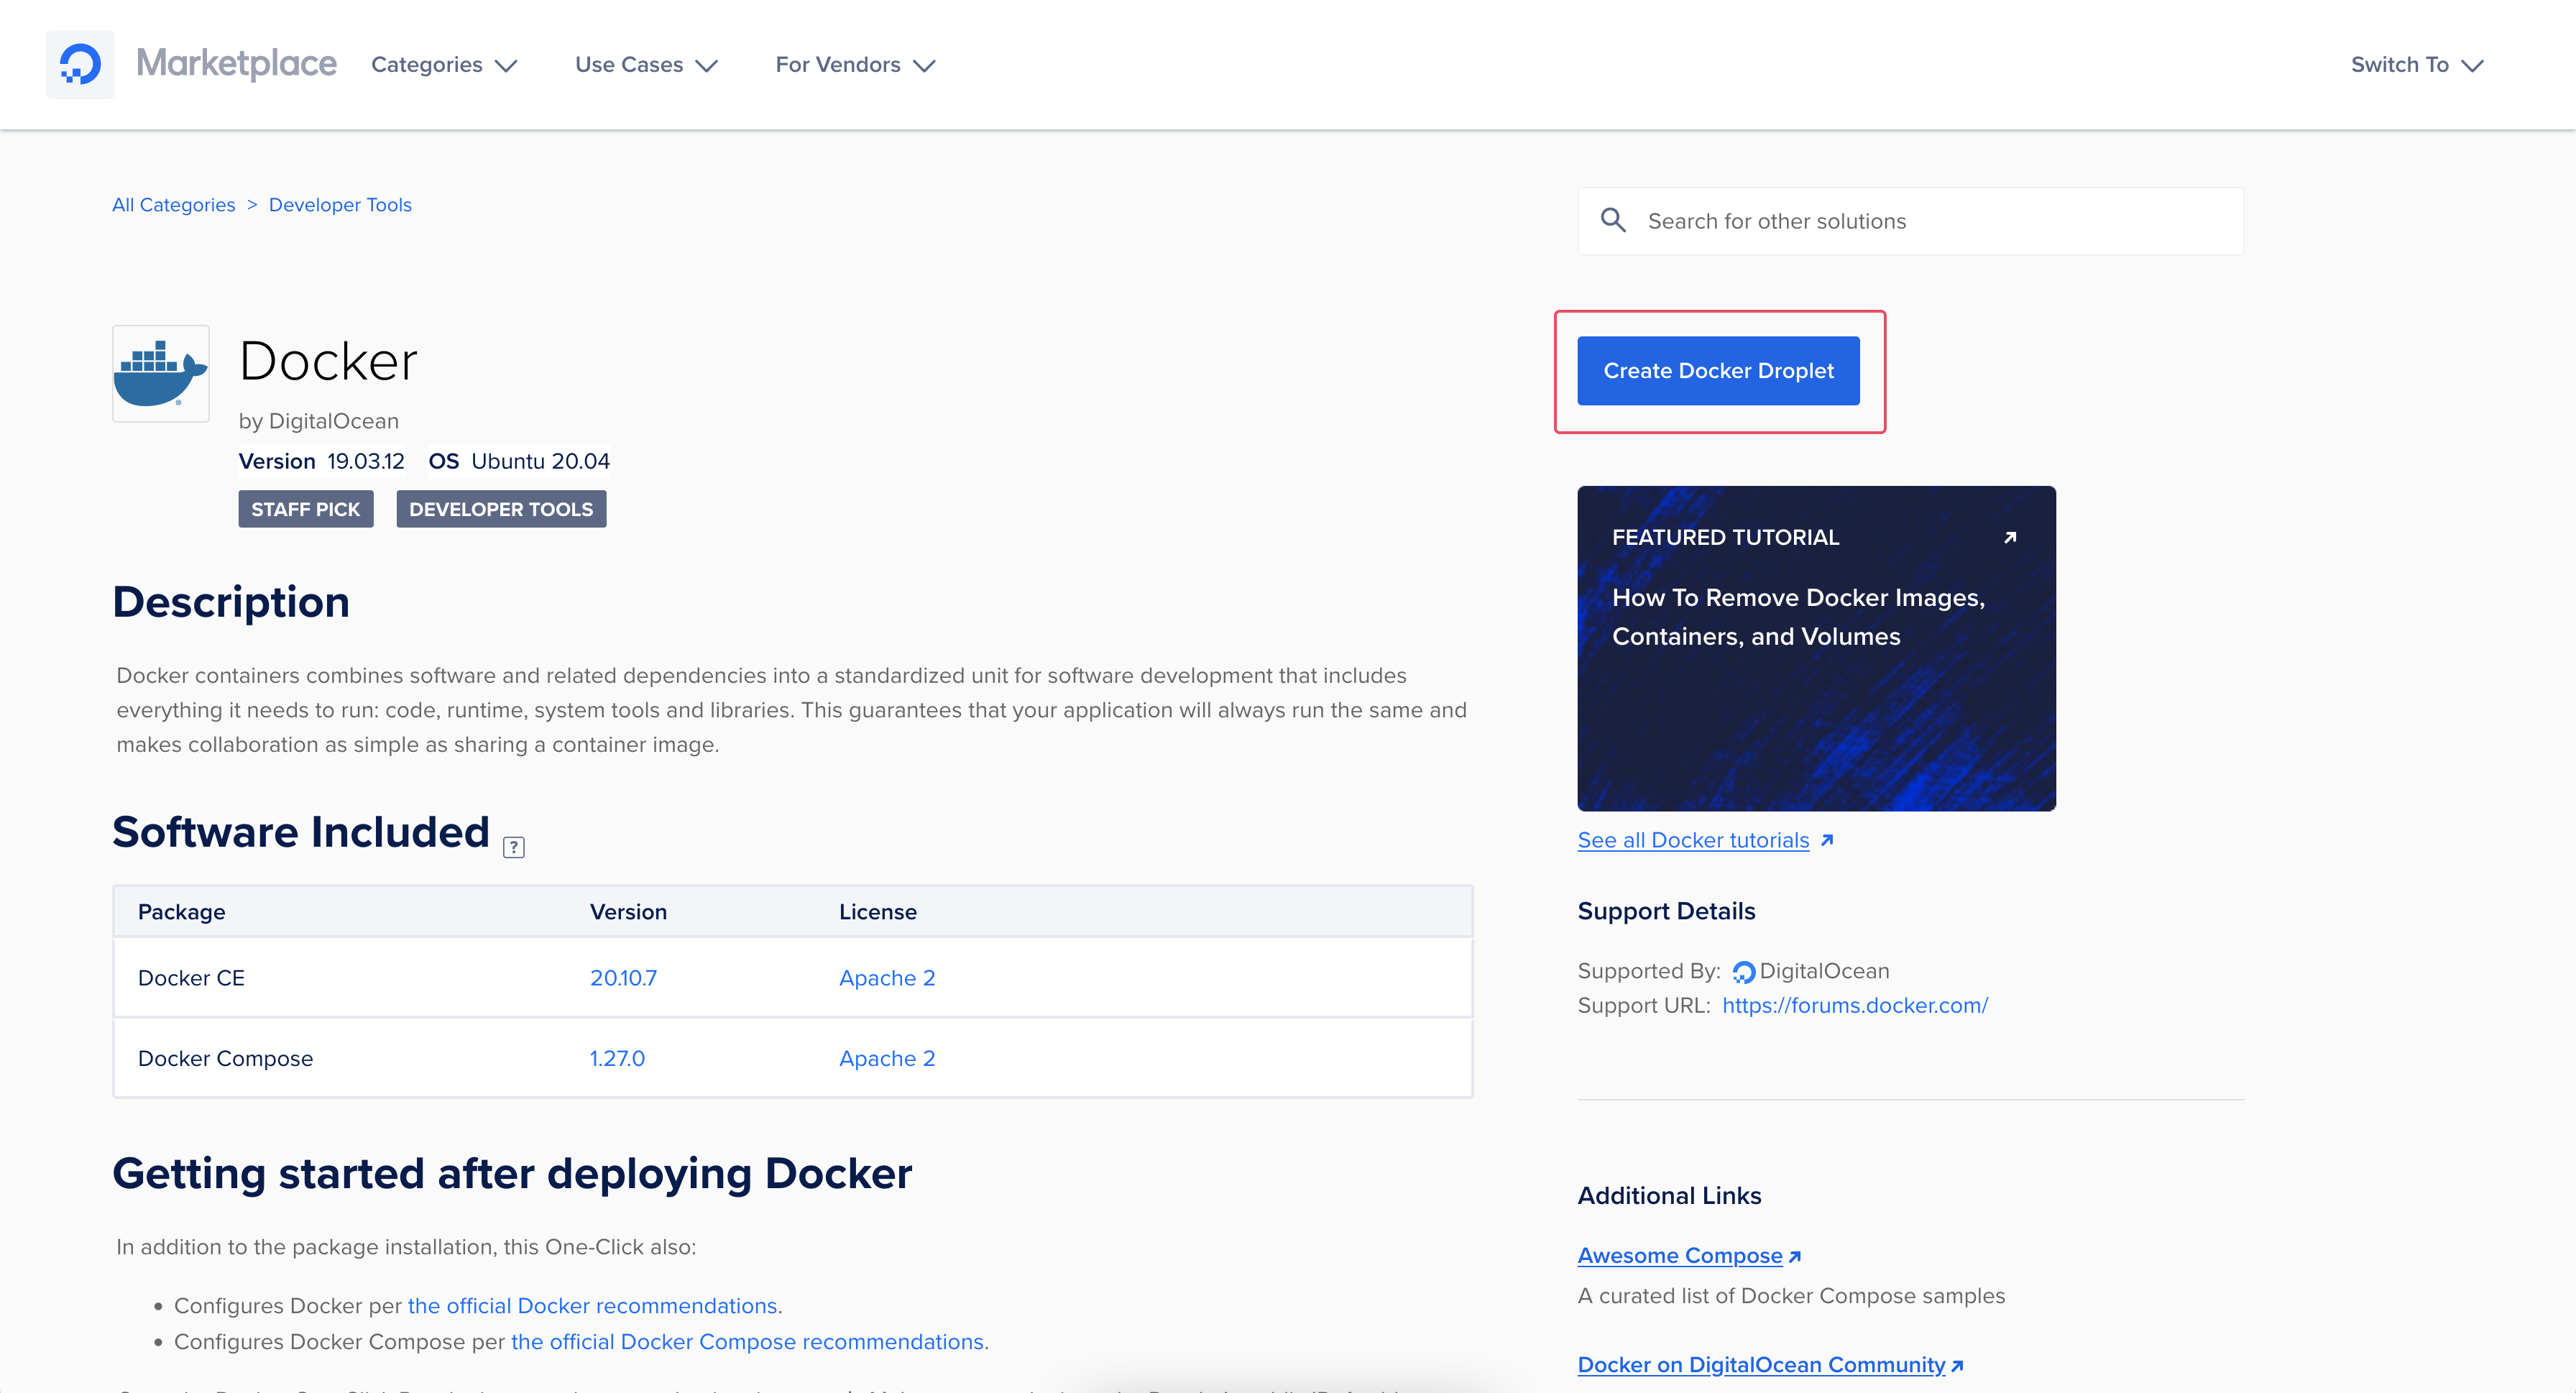 Marketplace Categories Use Cases For Vendors Switch To
All Categories > Developer Tools
Search for other solutions
Docker
by DigitalOcean
Version 19.03.12 OS Ubuntu 20.04
STAFF PICK DEVELOPER TOOLS
Create Docker Droplet
Description
Docker containers combines software and related dependencies into a standardized unit for software development that includes
everything it needs to run: code, runtime, system tools and libraries. This guarantees that your application will always run the same and
makes collaboration as simple as sharing a container image.
Software Included ?
Package Version License
Docker CE 20.10.7 Apache 2
Docker Compose 1.27.0 Apache 2
Getting started after deploying Docker
In addition to the package installation, this One-Click also:
• Configures Docker per the official Docker recommendations.
• Configures Docker Compose per the official Docker Compose recommendations.
FEATURED TUTORIAL
How To Remove Docker Images,
Containers, and Volumes
See all Docker tutorials
Support Details
Supported By: DigitalOcean
Support URL: https://forums.docker.com/
Additional Links
Awesome Compose
A curated list of Docker Compose samples
Docker on DigitalOcean Community